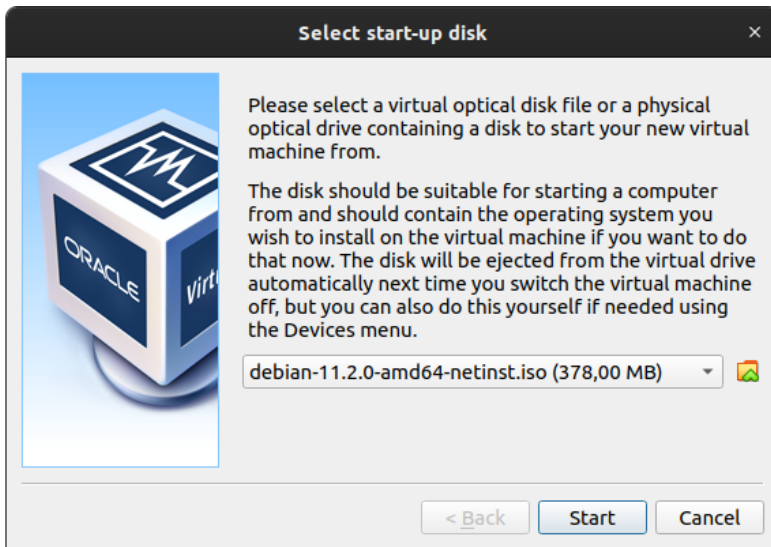 Select start-up disk
×
Please select a virtual optical disk file or a physical
optical drive containing a disk to start your new virtual
machine from.
The disk should be suitable for starting a computer
from and should contain the operating system you
wish to install on the virtual machine if you want to do
that now. The disk will be ejected from the virtual drive
automatically next time you switch the virtual machine
off, but you can also do this yourself if needed using
the Devices menu.
ORACLE
Virt
debian-11.2.0-amd64-netinst.iso (378,00 MB)
< Back
Start
Cancel